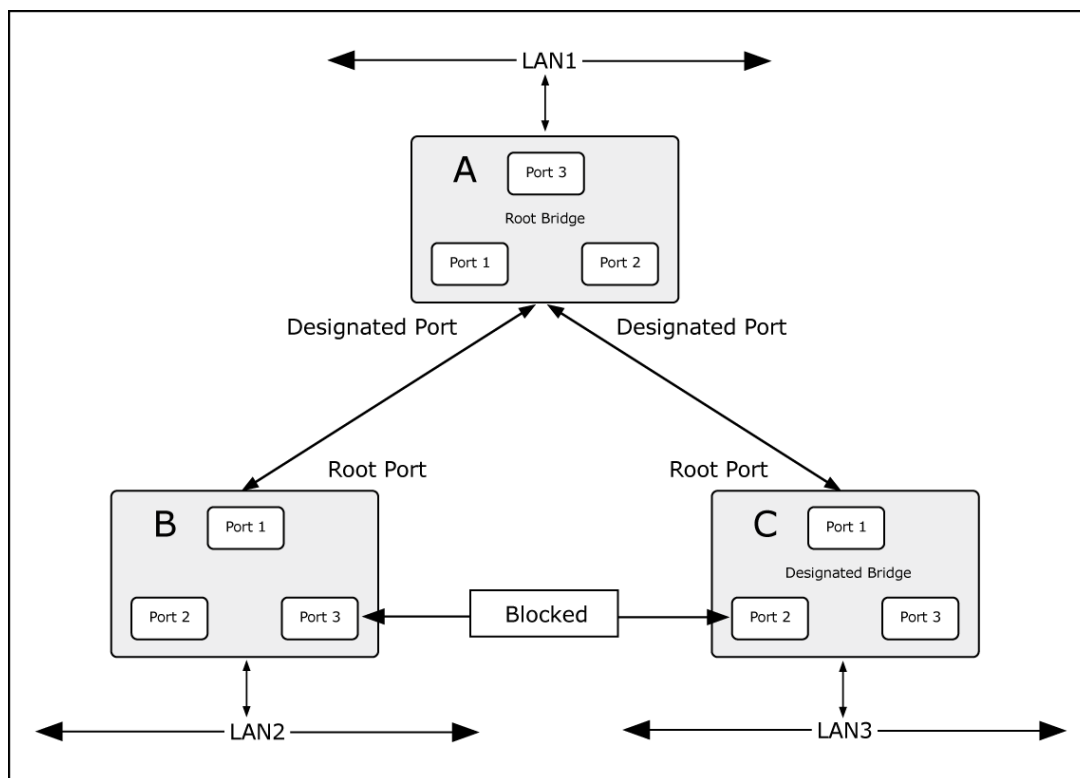 LAN1
A
Port 3
Root Bridge
Port 1
Port 2
Designated Port
Designated Port
Root Port
Root Port
B
Port 1
C
Port 1
Designated Bridge
Port 2
Port 3
Blocked
Port 2
Port 3
LAN2
LAN3